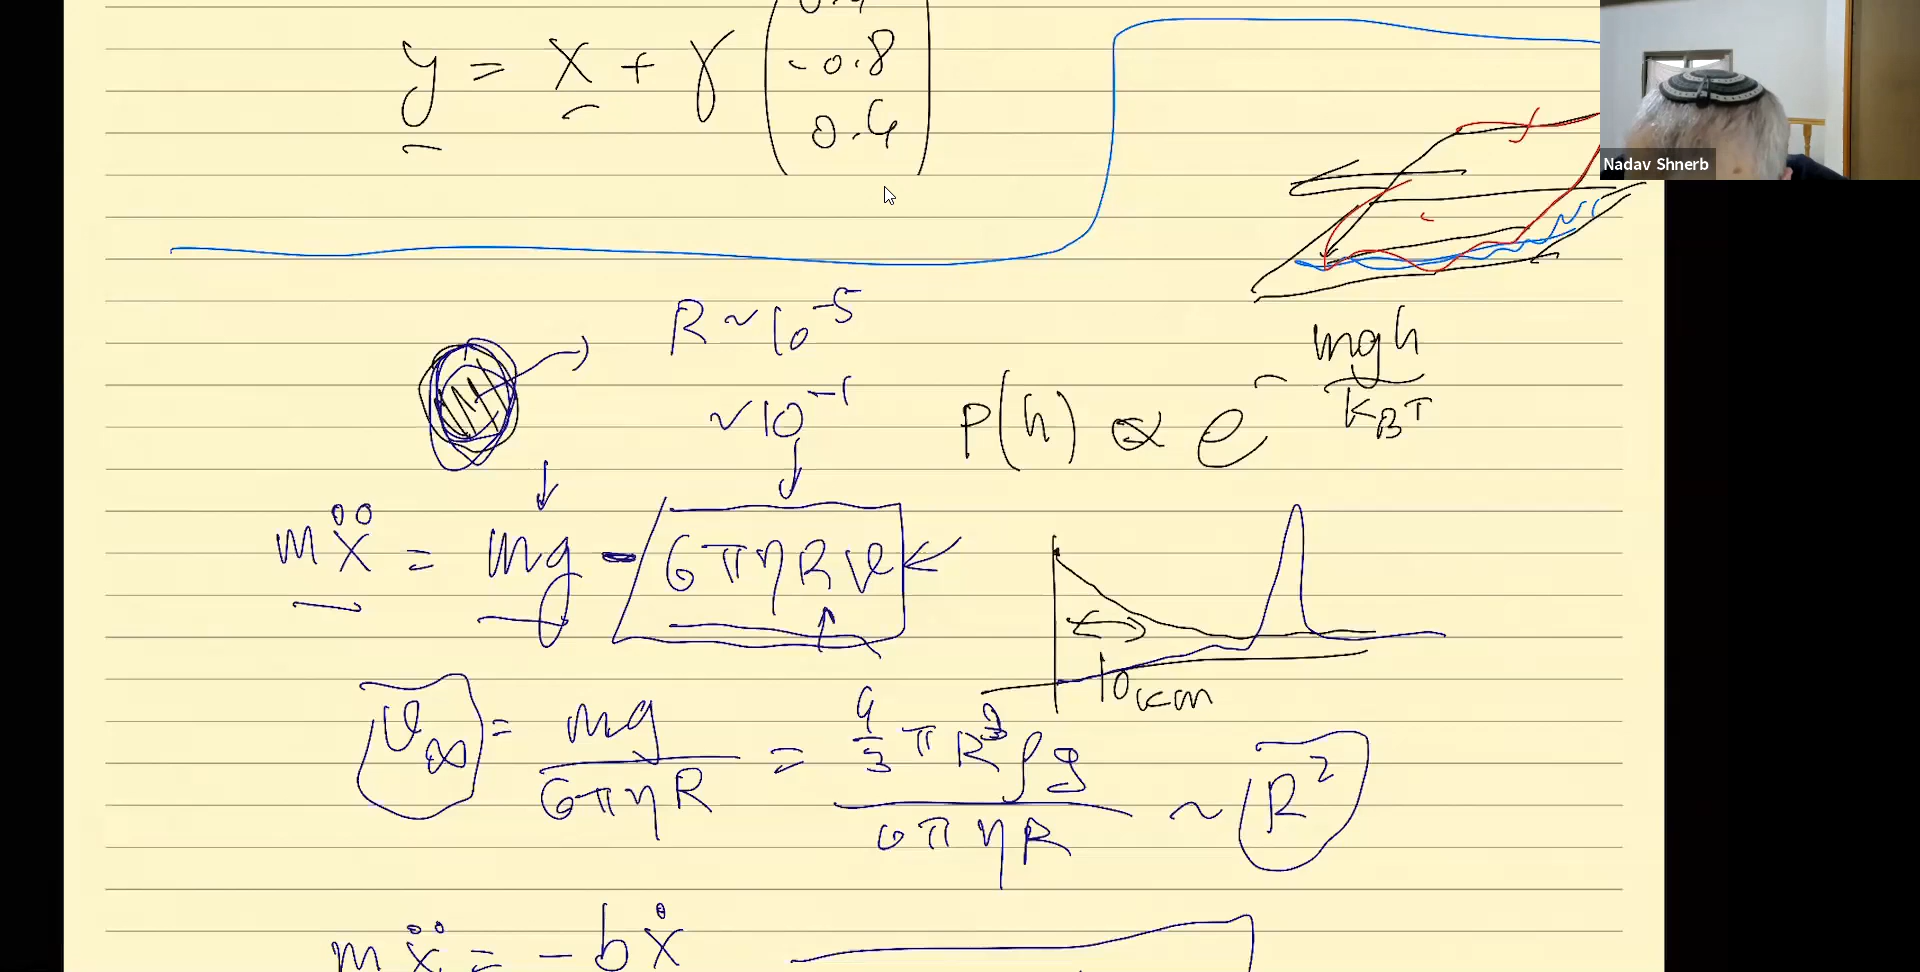 y = x + γ ( -0.8
0.4 )
Nadav Shnerb
R ~ 10⁻⁵
~10⁻¹
P(h) ∝ e^(- mgh / k_BT)
mẍ = mg - 6πηRv
10 km
v_∞ = mg / 6πηR = 4/3 πR³ρg / 6πηR ~ R²
mẍ = -bẋ